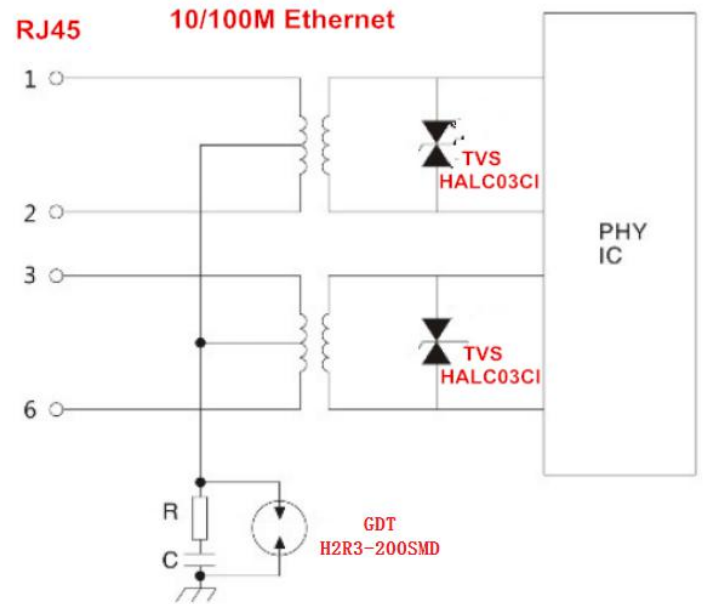 10/100M Ethernet
RJ45
1
TVS
HALC03CI
2
PHY
IC
3
TVS
HALC03CI
6
R
GDT
H2R3-200SMD
C